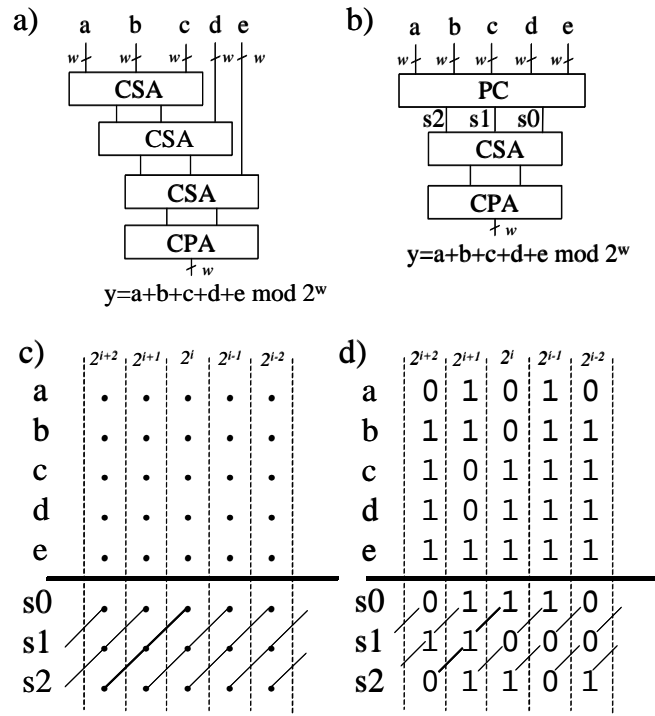 a)
a b c d e
w w w w w
CSA
CSA
CSA
CPA
w
y=a+b+c+d+e mod 2^w
b)
a b c d e
w w w w w
PC
s2 s1 s0
CSA
CPA
w
y=a+b+c+d+e mod 2^w
c)
2^i+2 2^i+1 2^i 2^i-1 2^i-2
a
b
c
d
e
s0
s1
s2
d)
2^i+2 2^i+1 2^i 2^i-1 2^i-2
a 0 1 0 1 0
b 1 1 0 1 1
c 1 0 1 1 1
d 1 0 1 1 1
e 1 1 1 1 1
s0 0 1 1 1 0
s1 1 1 0 0 0
s2 0 1 1 0 1